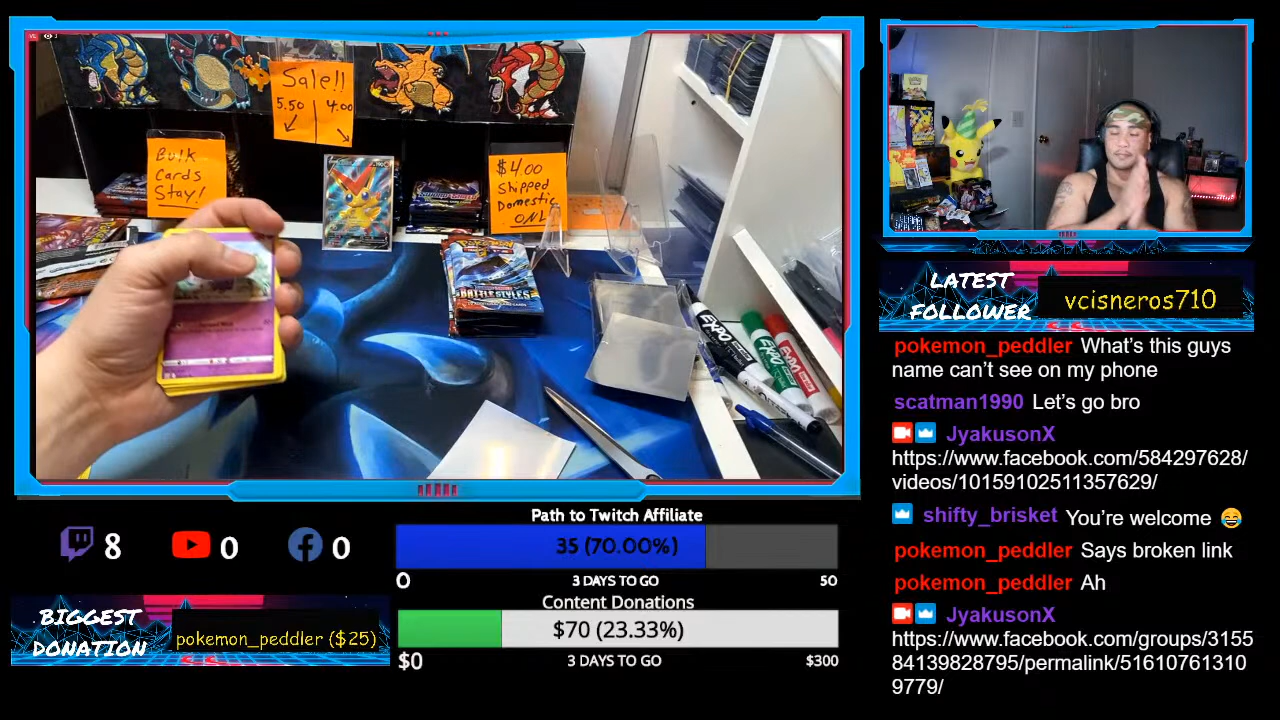 Sale!!
5.50 4.00
Bulk
Cards
Stay!
$4.00
Shipped
Domestic
ONL
BATTLE STYLES
EXPO
EXPO
EXPO
LATEST
FOLLOWER
vcisneros710
pokemon_peddler What's this guys
name can't see on my phone
scatman1990 Let's go bro
JyakusonX
https://www.facebook.com/584297628/
videos/10159102511357629/
shifty_brisket You're welcome 😂
pokemon_peddler Says broken link
pokemon_peddler Ah
JyakusonX
https://www.facebook.com/groups/3155
84139828795/permalink/51610761310
9779/
8 0 0
Path to Twitch Affiliate
35 (70.00%)
0 3 DAYS TO GO 50
Content Donations
$70 (23.33%)
$0 3 DAYS TO GO $300
BIGGEST
DONATION
pokemon_peddler ($25)